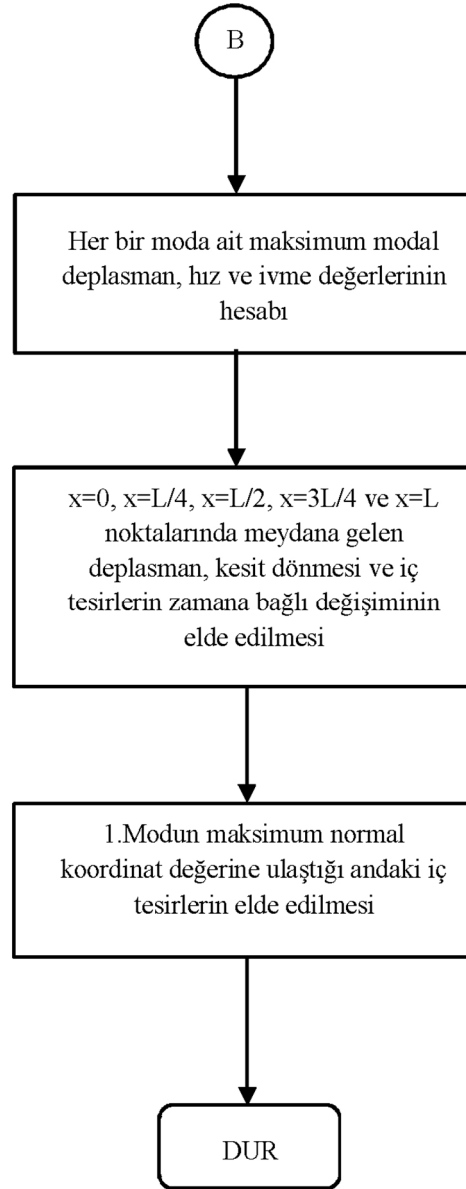 B
Her bir moda ait maksimum modal
deplasman, hız ve ivme değerlerinin
hesabı
x=0, x=L/4, x=L/2, x=3L/4 ve x=L
noktalarında meydana gelen
deplasman, kesit dönmesi ve iç
tesirlerin zamana bağlı değişiminin
elde edilmesi
1.Modun maksimum normal
koordinat değerine ulaştığı andaki iç
tesirlerin elde edilmesi
DUR